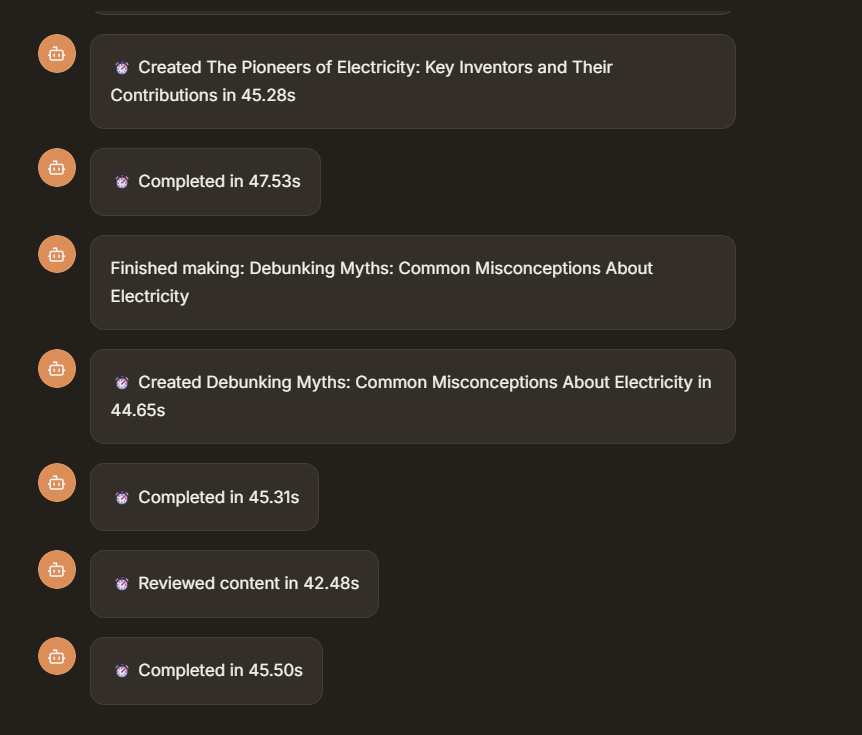 Created The Pioneers of Electricity: Key Inventors and Their
Contributions in 45.28s
Completed in 47.53s
Finished making: Debunking Myths: Common Misconceptions About
Electricity
Created Debunking Myths: Common Misconceptions About Electricity in
44.65s
Completed in 45.31s
Reviewed content in 42.48s
Completed in 45.50s